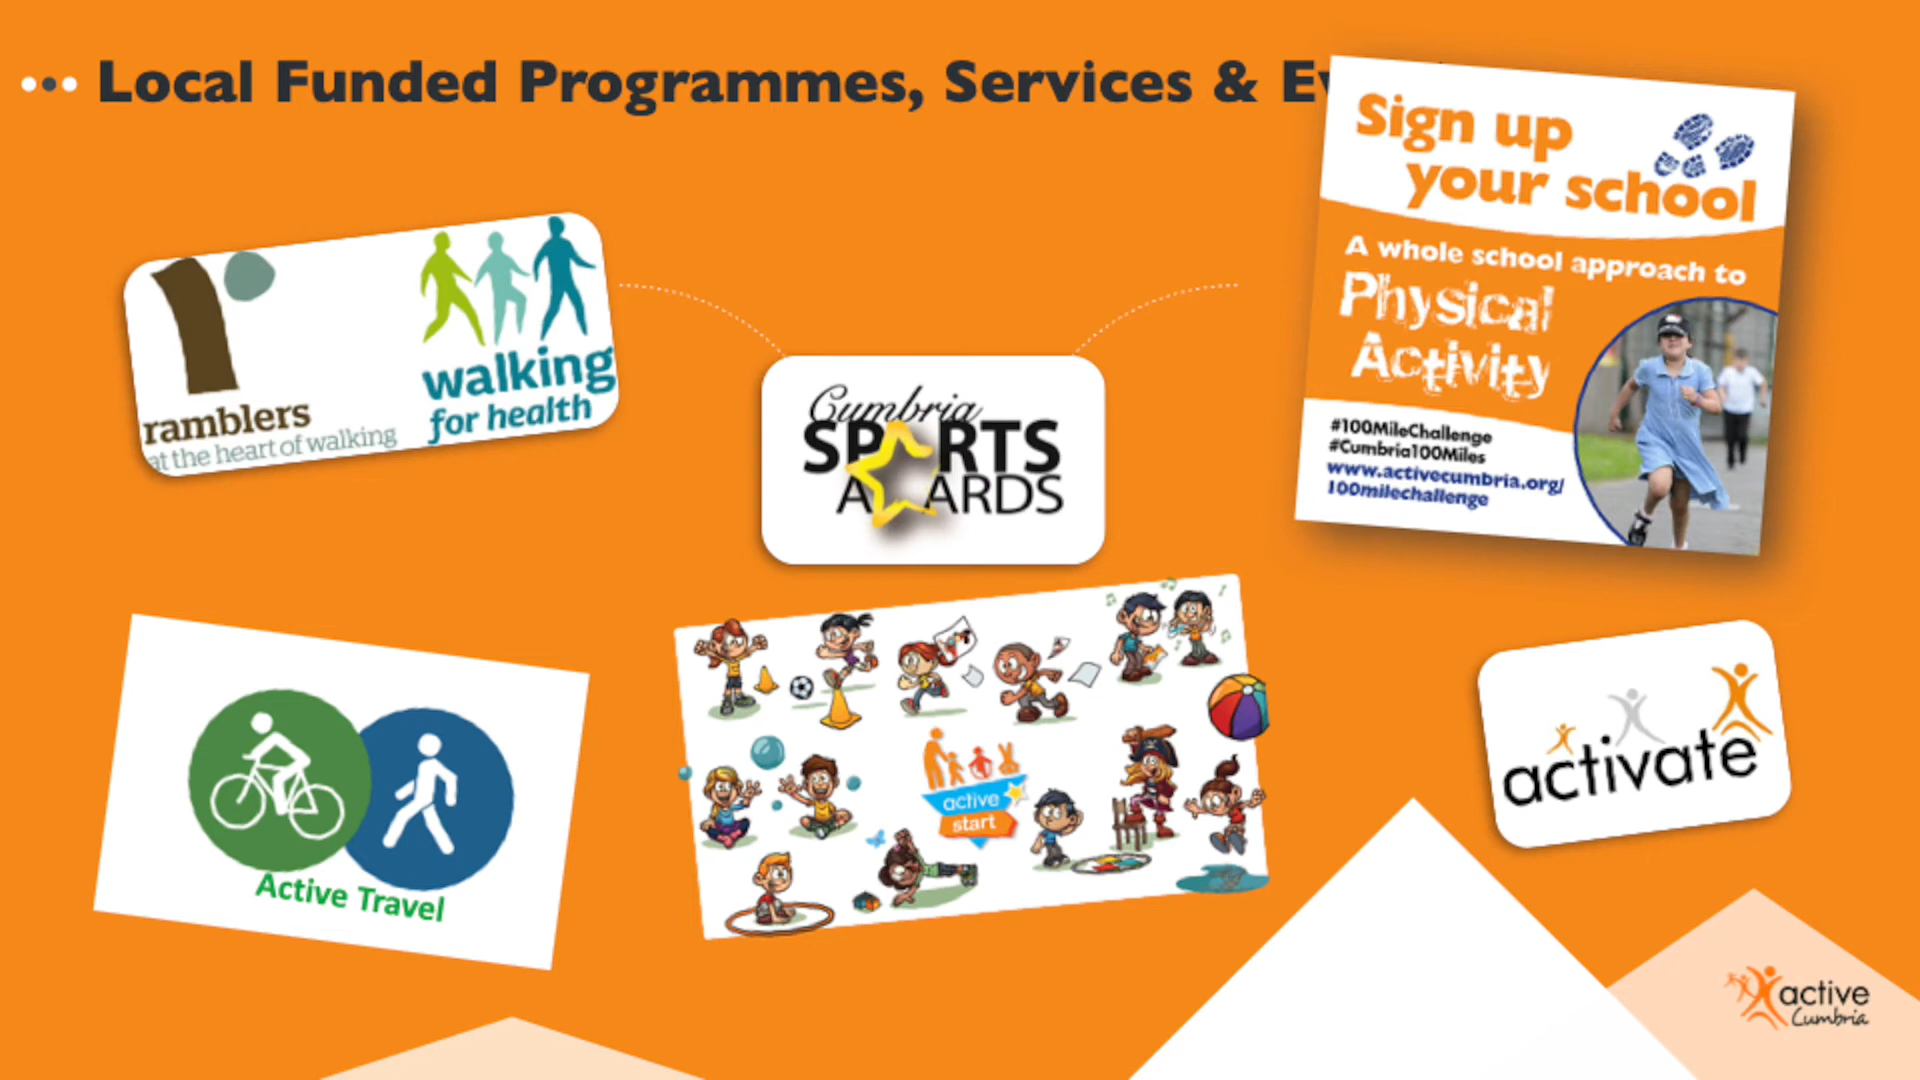 Local Funded Programmes, Services &
Sign up
your school
A whole school approach to
Physical
Activity
#100MileChallenge
#Cumbria100Miles
www.activecumbria.org/
100milechallenge
ramblers
at the heart of walking
walking
for health
Cumbria
SPORTS
AWARDS
Active Travel
active
start
activate
active
Cumbria